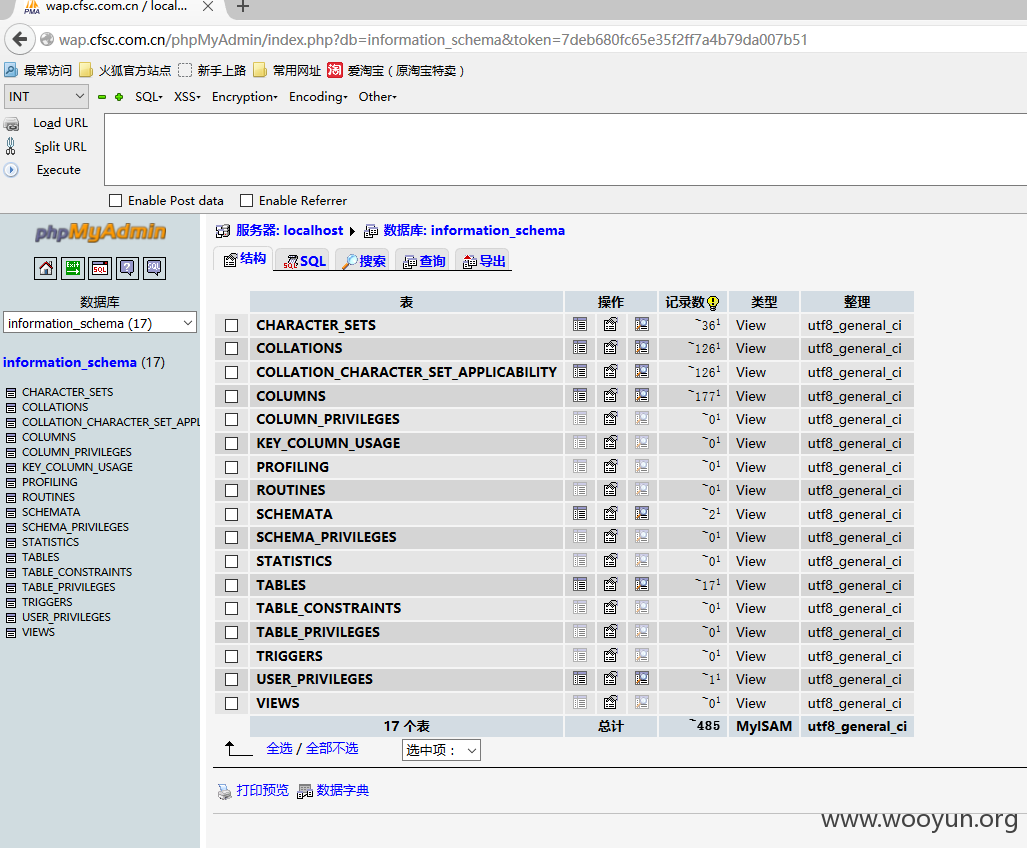 wap.cfsc.com.cn / local...
wap.cfsc.com.cn/phpMyAdmin/index.php?db=information_schema&token=7deb680fc65e35f2ff7a4b79da007b51
最常访问 火狐官方站点 新手上路 常用网址 淘 爱淘宝（原淘宝特卖）
INT SQL XSS Encryption Encoding Other
Load URL
Split URL
Execute
Enable Post data Enable Referrer
phpMyAdmin
数据库
information_schema (17)
information_schema (17)
CHARACTER_SETS
COLLATIONS
COLLATION_CHARACTER_SET_APPL
COLUMNS
COLUMN_PRIVILEGES
KEY_COLUMN_USAGE
PROFILING
ROUTINES
SCHEMATA
SCHEMA_PRIVILEGES
STATISTICS
TABLES
TABLE_CONSTRAINTS
TABLE_PRIVILEGES
TRIGGERS
USER_PRIVILEGES
VIEWS
服务器: localhost 数据库: information_schema
结构 SQL 搜索 查询 导出
表 操作 记录数 类型 整理
CHARACTER_SETS ~36¹ View utf8_general_ci
COLLATIONS ~126¹ View utf8_general_ci
COLLATION_CHARACTER_SET_APPLICABILITY ~126¹ View utf8_general_ci
COLUMNS ~177¹ View utf8_general_ci
COLUMN_PRIVILEGES ~0¹ View utf8_general_ci
KEY_COLUMN_USAGE ~0¹ View utf8_general_ci
PROFILING ~0¹ View utf8_general_ci
ROUTINES ~0¹ View utf8_general_ci
SCHEMATA ~2¹ View utf8_general_ci
SCHEMA_PRIVILEGES ~0¹ View utf8_general_ci
STATISTICS ~0¹ View utf8_general_ci
TABLES ~17¹ View utf8_general_ci
TABLE_CONSTRAINTS ~0¹ View utf8_general_ci
TABLE_PRIVILEGES ~0¹ View utf8_general_ci
TRIGGERS ~0¹ View utf8_general_ci
USER_PRIVILEGES ~1¹ View utf8_general_ci
VIEWS ~0¹ View utf8_general_ci
17 个表 总计 ~485 MyISAM utf8_general_ci
全选 / 全部不选 选中项：
打印预览 数据字典
www.wooyun.org